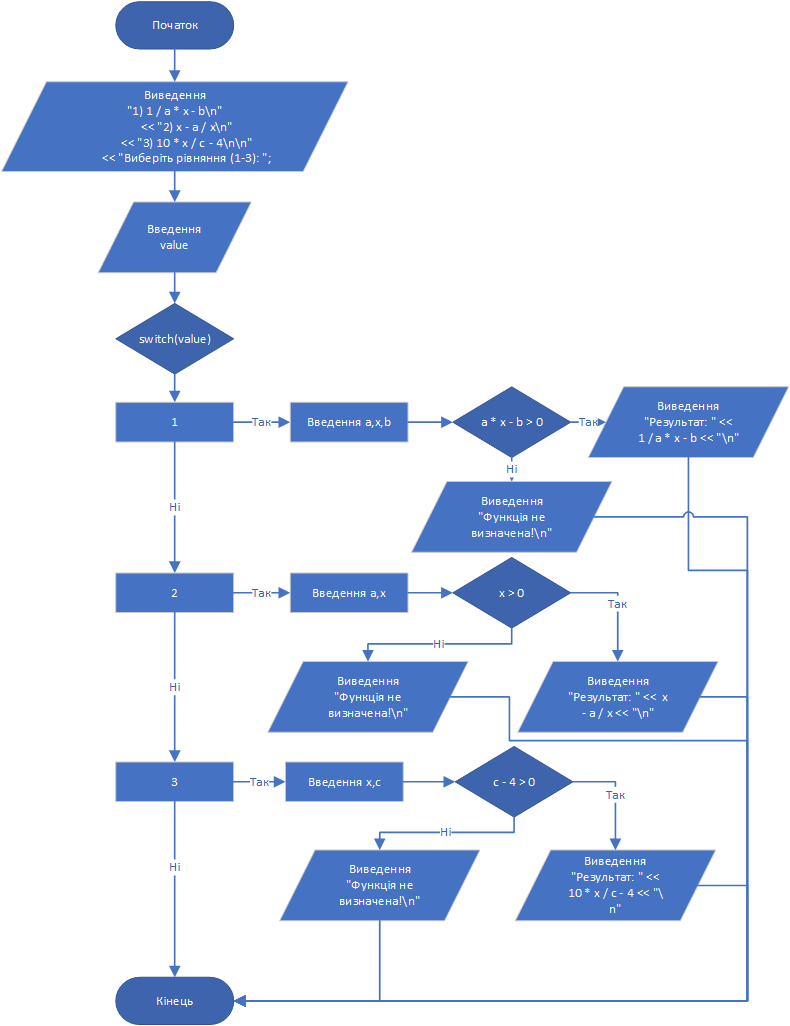 Початок
Виведення
"1) 1 / a * x - b\n"
<< "2) x - a / x\n"
<< "3) 10 * x / c - 4\n\n"
<< "Виберіть рівняння (1-3): ";
Введення
value
switch(value)
1
Так
Введення a,x,b
a * x - b > 0
Так
Виведення
"Результат: " <<
1 / a * x - b << "\n"
Ні
Виведення
"Функція не
визначена!\n"
Ні
2
Так
Введення a,x
x > 0
Так
Ні
Виведення
"Функція не
визначена!\n"
Виведення
"Результат: " << x
- a / x << "\n"
Ні
3
Так
Введення x,c
c - 4 > 0
Так
Ні
Виведення
"Функція не
визначена!\n"
Виведення
"Результат: " <<
10 * x / c - 4 << "\
n"
Ні
Кінець